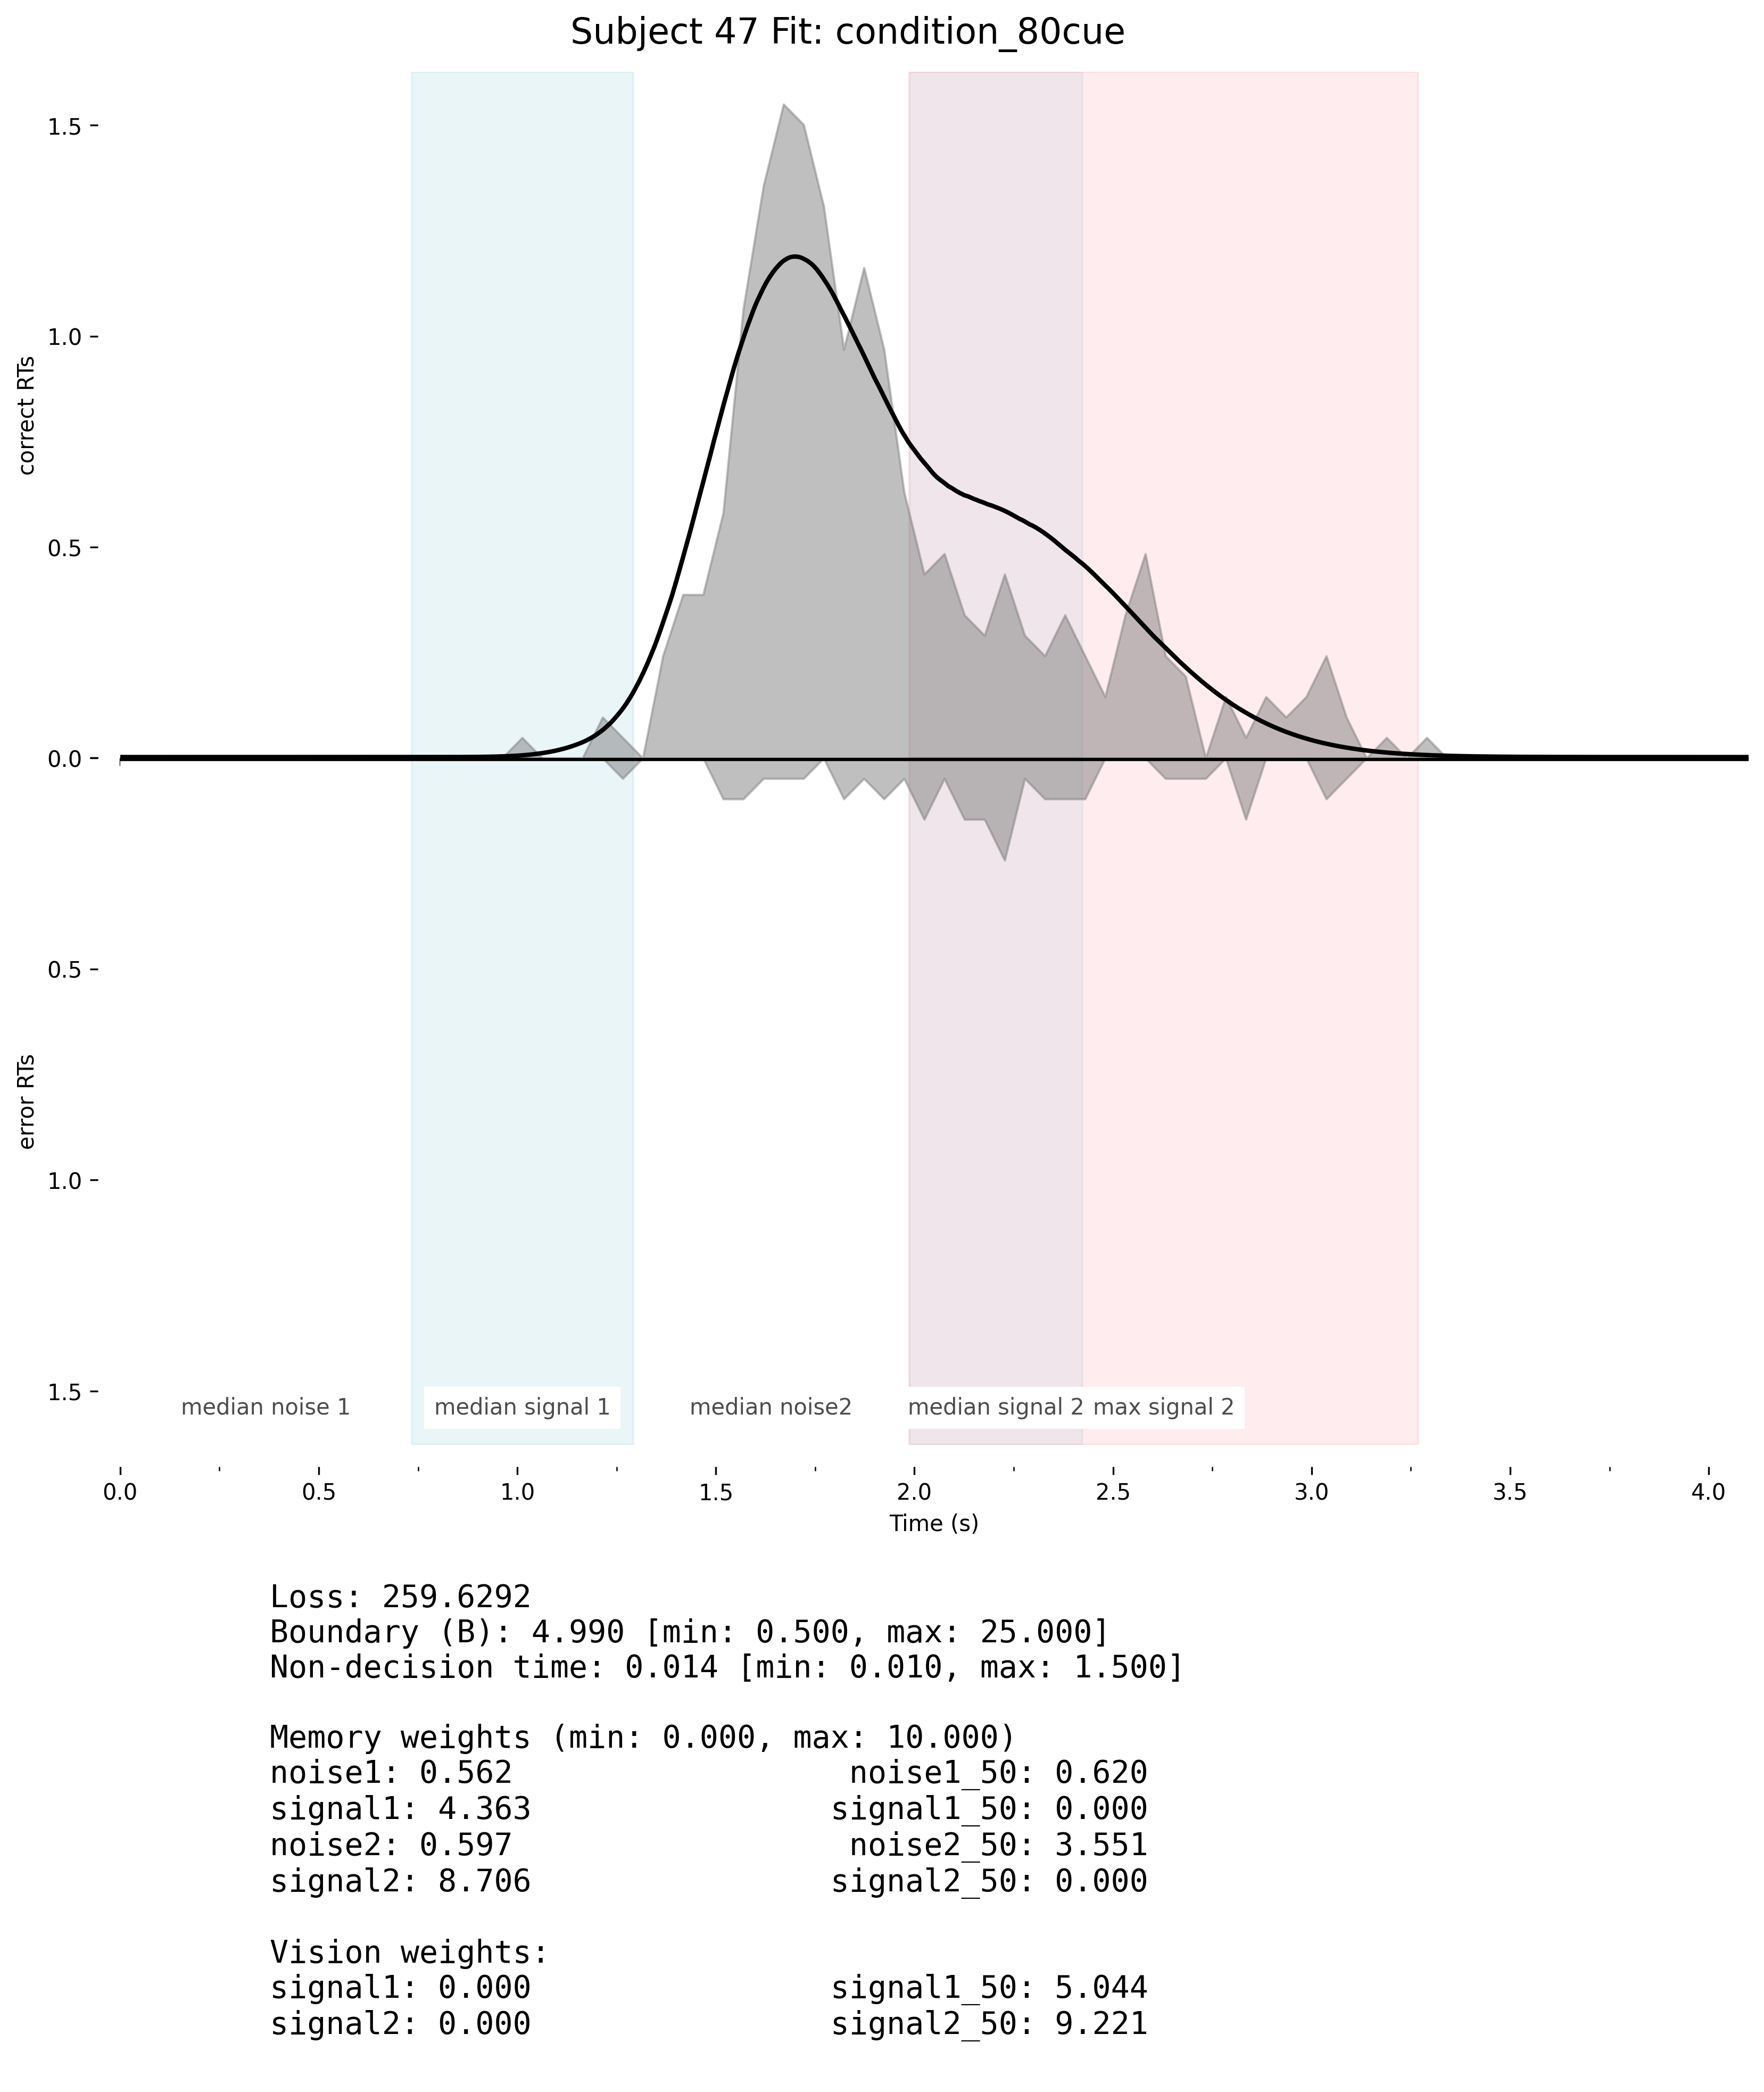 Subject 47 Fit: condition_80cue
1.5
1.0
correct RTs
0.5
0.0
0.5
error RTs
1.0
1.5
median noise 1
median signal 1
median noise2
median signal 2
max signal 2
0.0 0.5 1.0 1.5 2.0 2.5 3.0 3.5 4.0
Time (s)
Loss: 259.6292
Boundary (B): 4.990 [min: 0.500, max: 25.000]
Non-decision time: 0.014 [min: 0.010, max: 1.500]
Memory weights (min: 0.000, max: 10.000)
noise1: 0.562 noise1_50: 0.620
signal1: 4.363 signal1_50: 0.000
noise2: 0.597 noise2_50: 3.551
signal2: 8.706 signal2_50: 0.000
Vision weights:
signal1: 0.000 signal1_50: 5.044
signal2: 0.000 signal2_50: 9.221